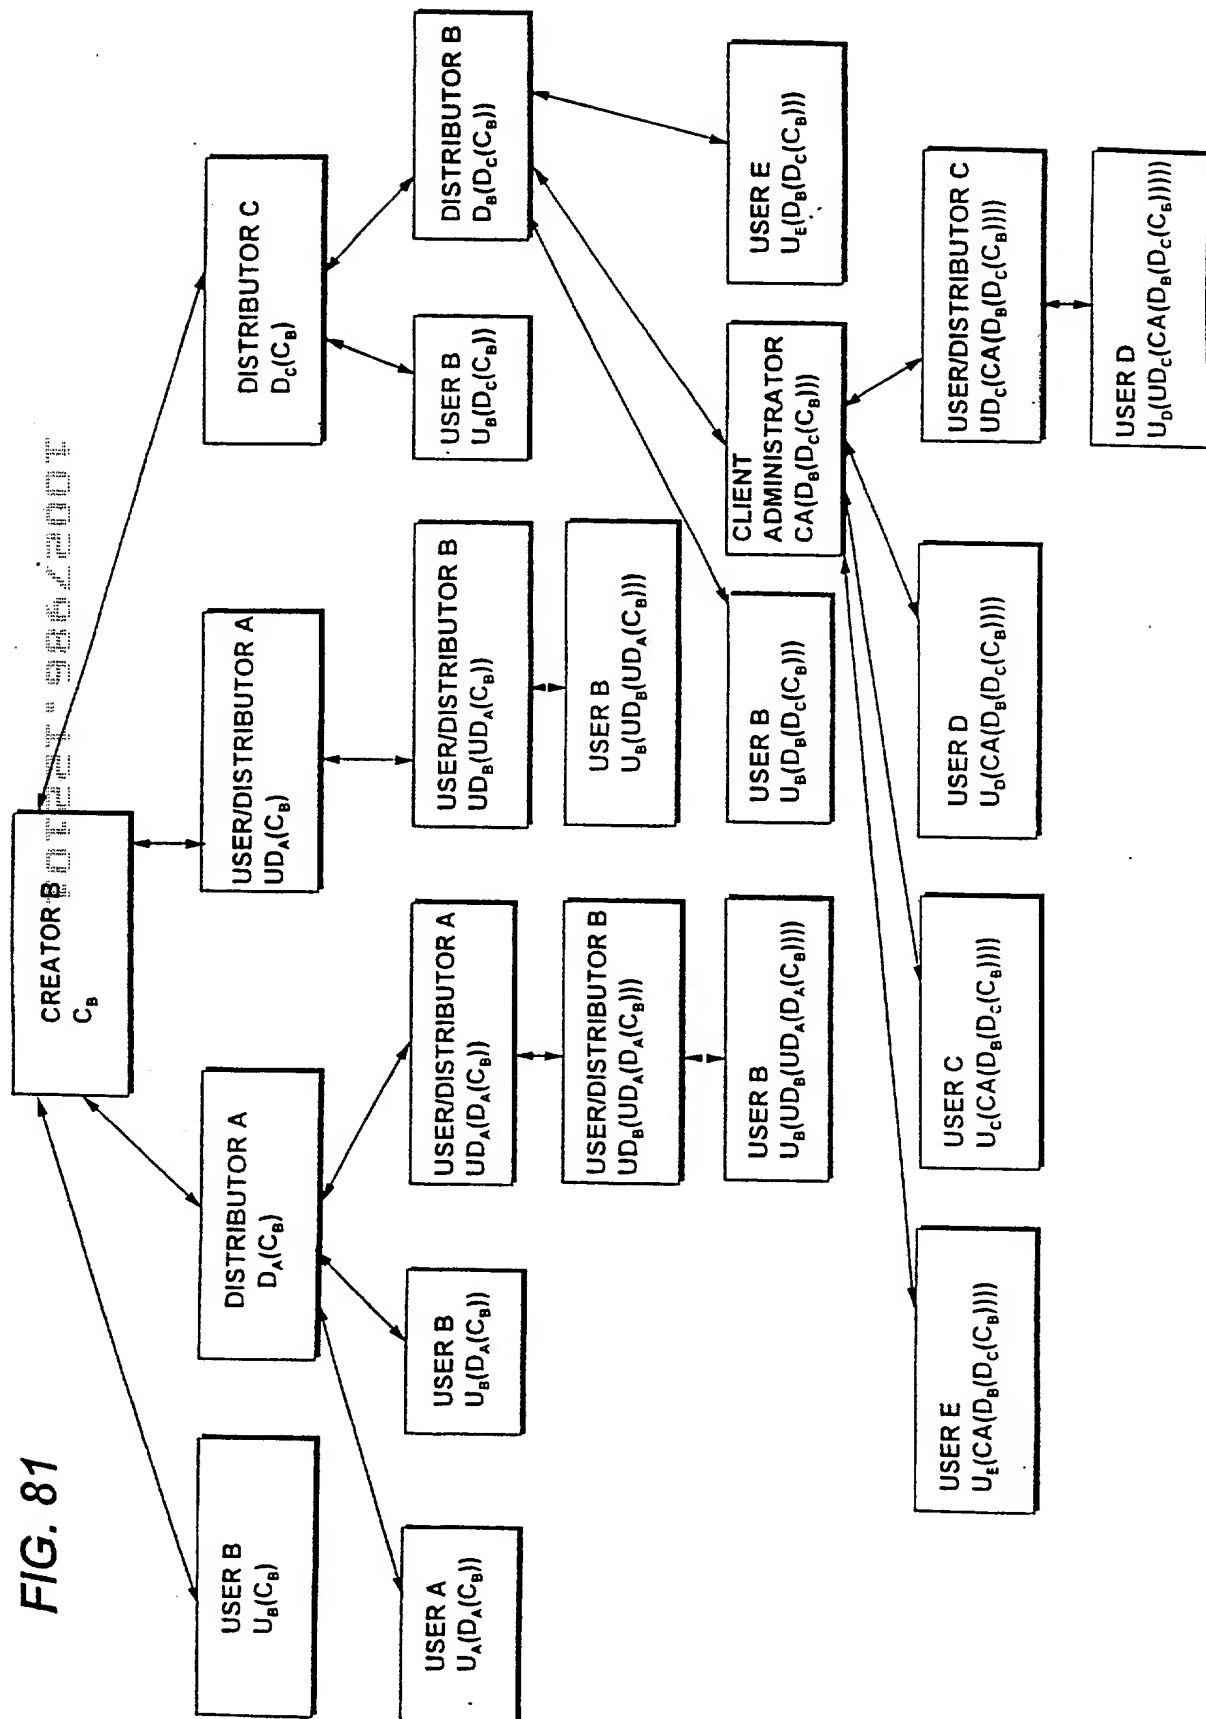 FIG. 81
CREATOR B
C_B
USER B
U_B(C_B)
DISTRIBUTOR A
D_A(C_B)
USER/DISTRIBUTOR A
UD_A(C_B)
DISTRIBUTOR C
D_C(C_B)
USER A
U_A(D_A(C_B))
USER B
U_B(D_A(C_B))
USER/DISTRIBUTOR A
UD_A(D_A(C_B))
USER/DISTRIBUTOR B
UD_B(UD_A(C_B))
USER B
U_B(D_C(C_B))
DISTRIBUTOR B
D_B(D_C(C_B))
USER/DISTRIBUTOR B
UD_B(UD_A(D_A(C_B)))
USER B
U_B(UD_B(UD_A(C_B)))
USER B
U_B(UD_B(UD_A(D_A(C_B))))
USER B
U_B(D_B(D_C(C_B)))
CLIENT
ADMINISTRATOR
CA(D_B(D_C(C_B)))
USER E
U_E(D_B(D_C(C_B)))
USER E
U_E(CA(D_B(D_C(C_B))))
USER C
U_C(CA(D_B(D_C(C_B))))
USER D
U_D(CA(D_B(D_C(C_B))))
USER/DISTRIBUTOR C
UD_C(CA(D_B(D_C(C_B))))
USER D
U_D(UD_C(CA(D_B(D_C(C_B)))))